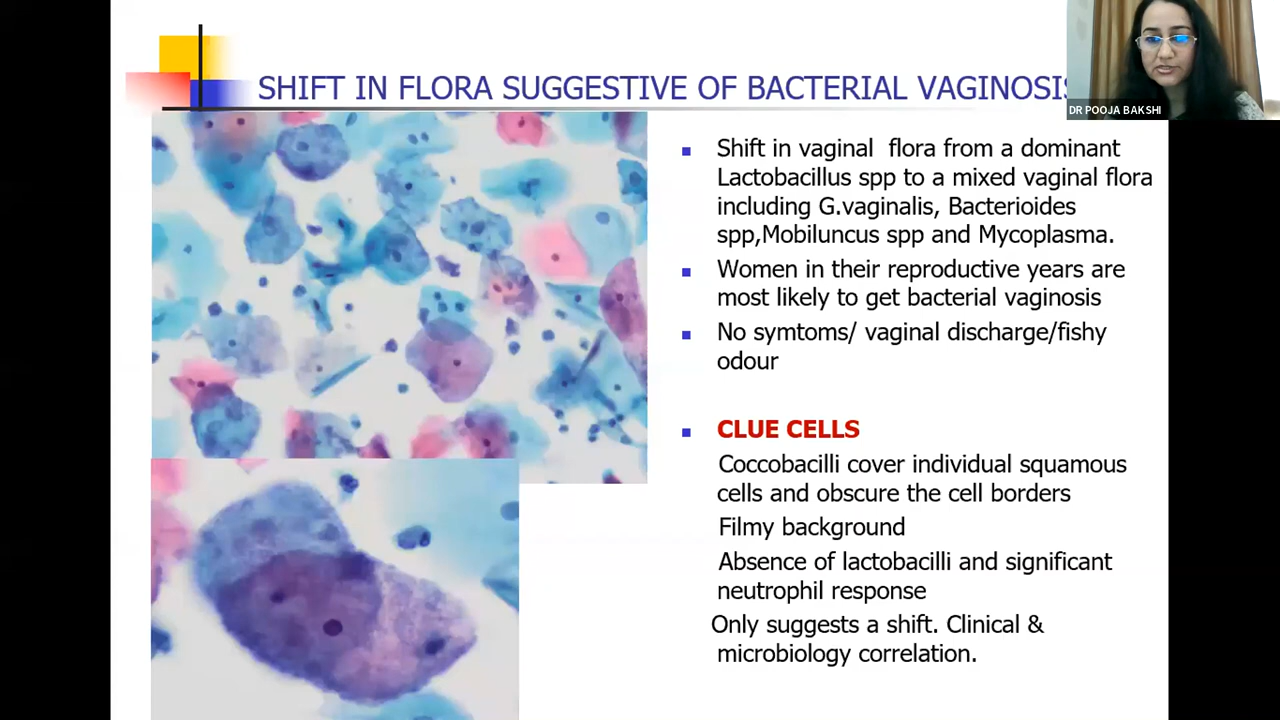 SHIFT IN FLORA SUGGESTIVE OF BACTERIAL VAGINOSIS
DR POOJA BAKSHI
Shift in vaginal flora from a dominant
Lactobacillus spp to a mixed vaginal flora
including G.vaginalis, Bacterioides
spp,Mobiluncus spp and Mycoplasma.
Women in their reproductive years are
most likely to get bacterial vaginosis
No symtoms/ vaginal discharge/fishy
odour
CLUE CELLS
Coccobacilli cover individual squamous
cells and obscure the cell borders
Filmy background
Absence of lactobacilli and significant
neutrophil response
Only suggests a shift. Clinical &
microbiology correlation.